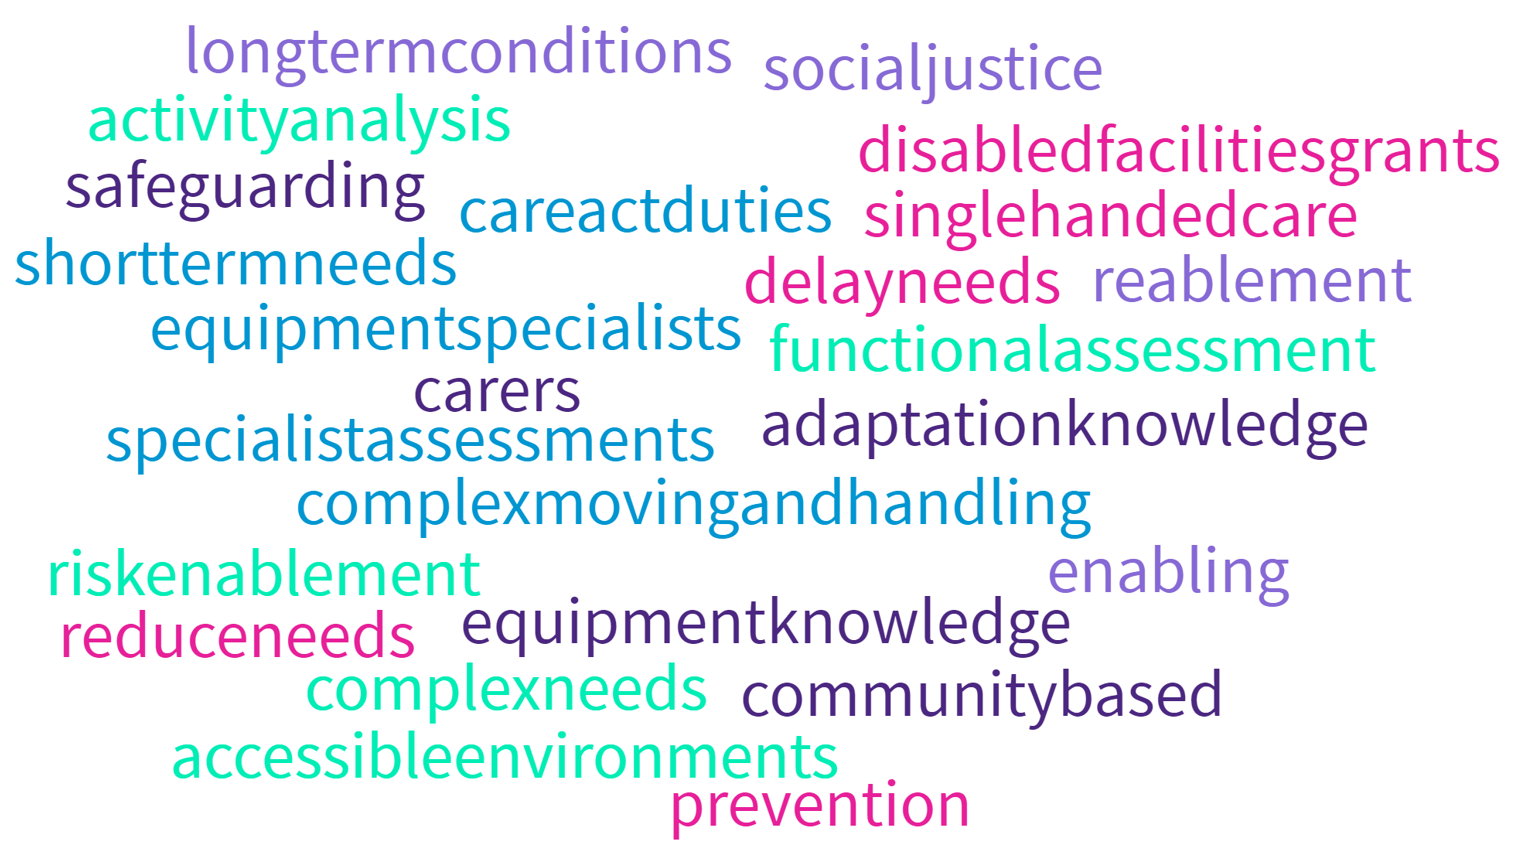 longtermconditions
socialjustice
activityanalysis
disabledfacilitiesgrants
safeguarding
careactduties
singlehandedcare
shorttermneeds
delayneeds
reablement
equipmentspecialists
functionalassessment
carers
adaptationknowledge
specialistassessments
complexmovingandhandling
riskenablement
enabling
reduceneeds
equipmentknowledge
complexneeds
communitybased
accessibleenvironments
prevention